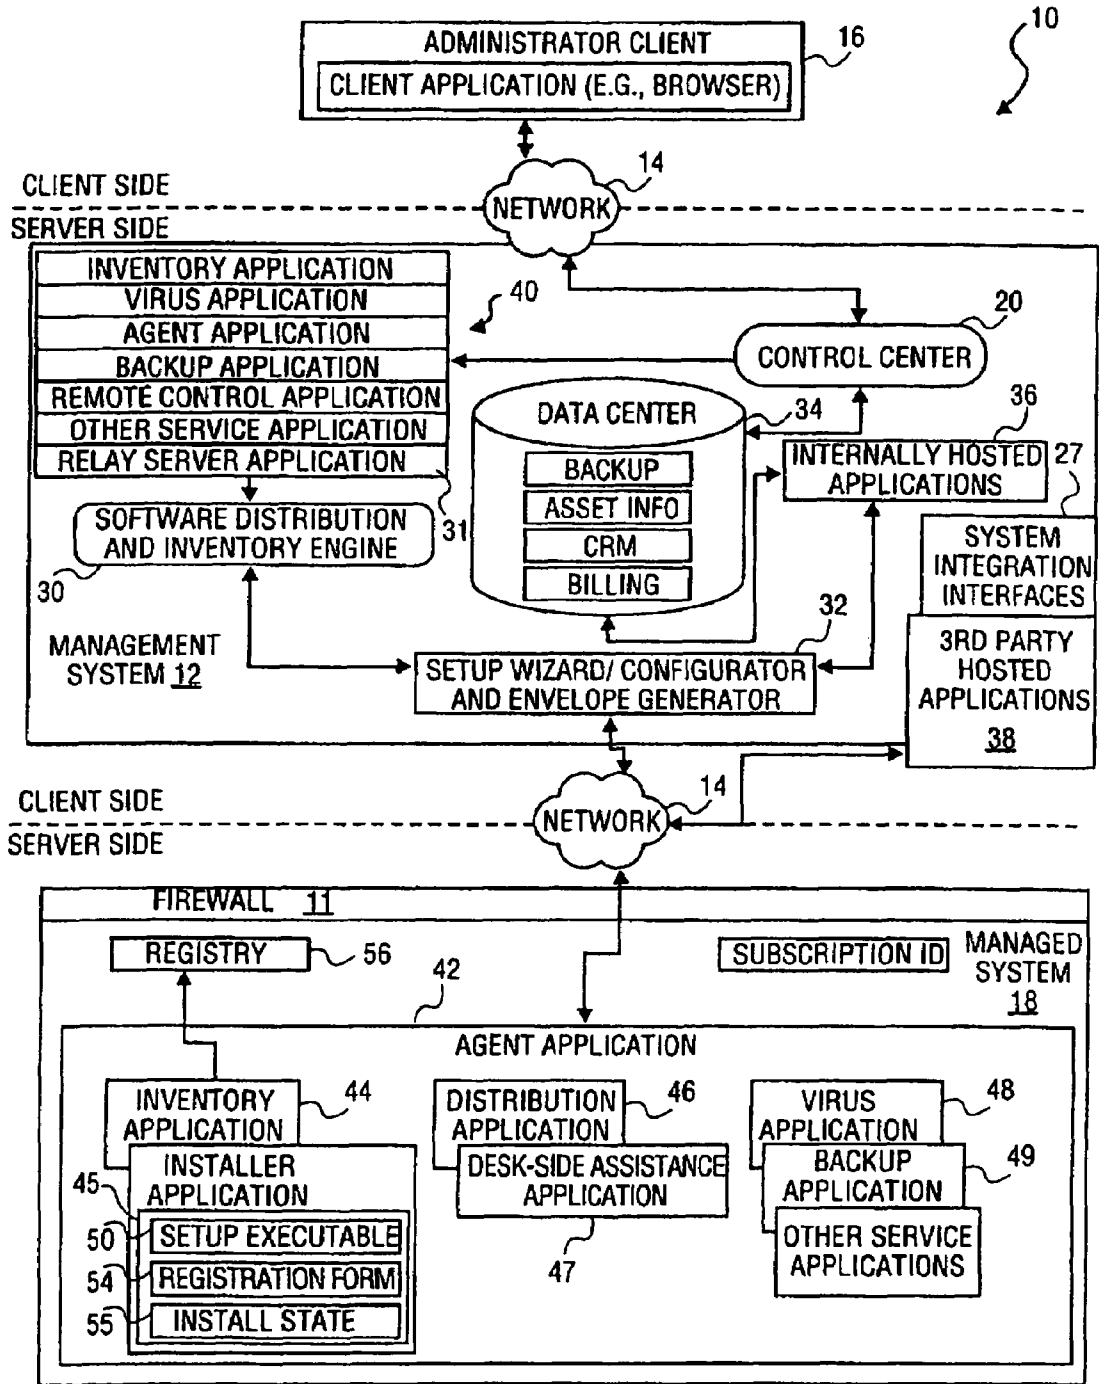 10
ADMINISTRATOR CLIENT
16
CLIENT APPLICATION (E.G., BROWSER)
14
CLIENT SIDE
NETWORK
SERVER SIDE
INVENTORY APPLICATION
VIRUS APPLICATION
40
20
AGENT APPLICATION
BACKUP APPLICATION
CONTROL CENTER
REMOTE CONTROL APPLICATION
DATA CENTER
34
36
OTHER SERVICE APPLICATION
RELAY SERVER APPLICATION
31
BACKUP
INTERNALLY HOSTED
APPLICATIONS
27
ASSET INFO
SOFTWARE DISTRIBUTION
AND INVENTORY ENGINE
30
CRM
BILLING
SYSTEM
INTEGRATION
INTERFACES
32
MANAGEMENT
SYSTEM 12
SETUP WIZARD/ CONFIGURATOR
AND ENVELOPE GENERATOR
3RD PARTY
HOSTED
APPLICATIONS
38
CLIENT SIDE
14
NETWORK
SERVER SIDE
FIREWALL 11
REGISTRY
56
SUBSCRIPTION ID
MANAGED
SYSTEM
18
42
AGENT APPLICATION
INVENTORY
APPLICATION
44
DISTRIBUTION
APPLICATION
46
VIRUS
APPLICATION
48
INSTALLER
APPLICATION
45
DESK-SIDE ASSISTANCE
APPLICATION
47
BACKUP
APPLICATION
49
50
SETUP EXECUTABLE
OTHER SERVICE
APPLICATIONS
54
REGISTRATION FORM
55
INSTALL STATE